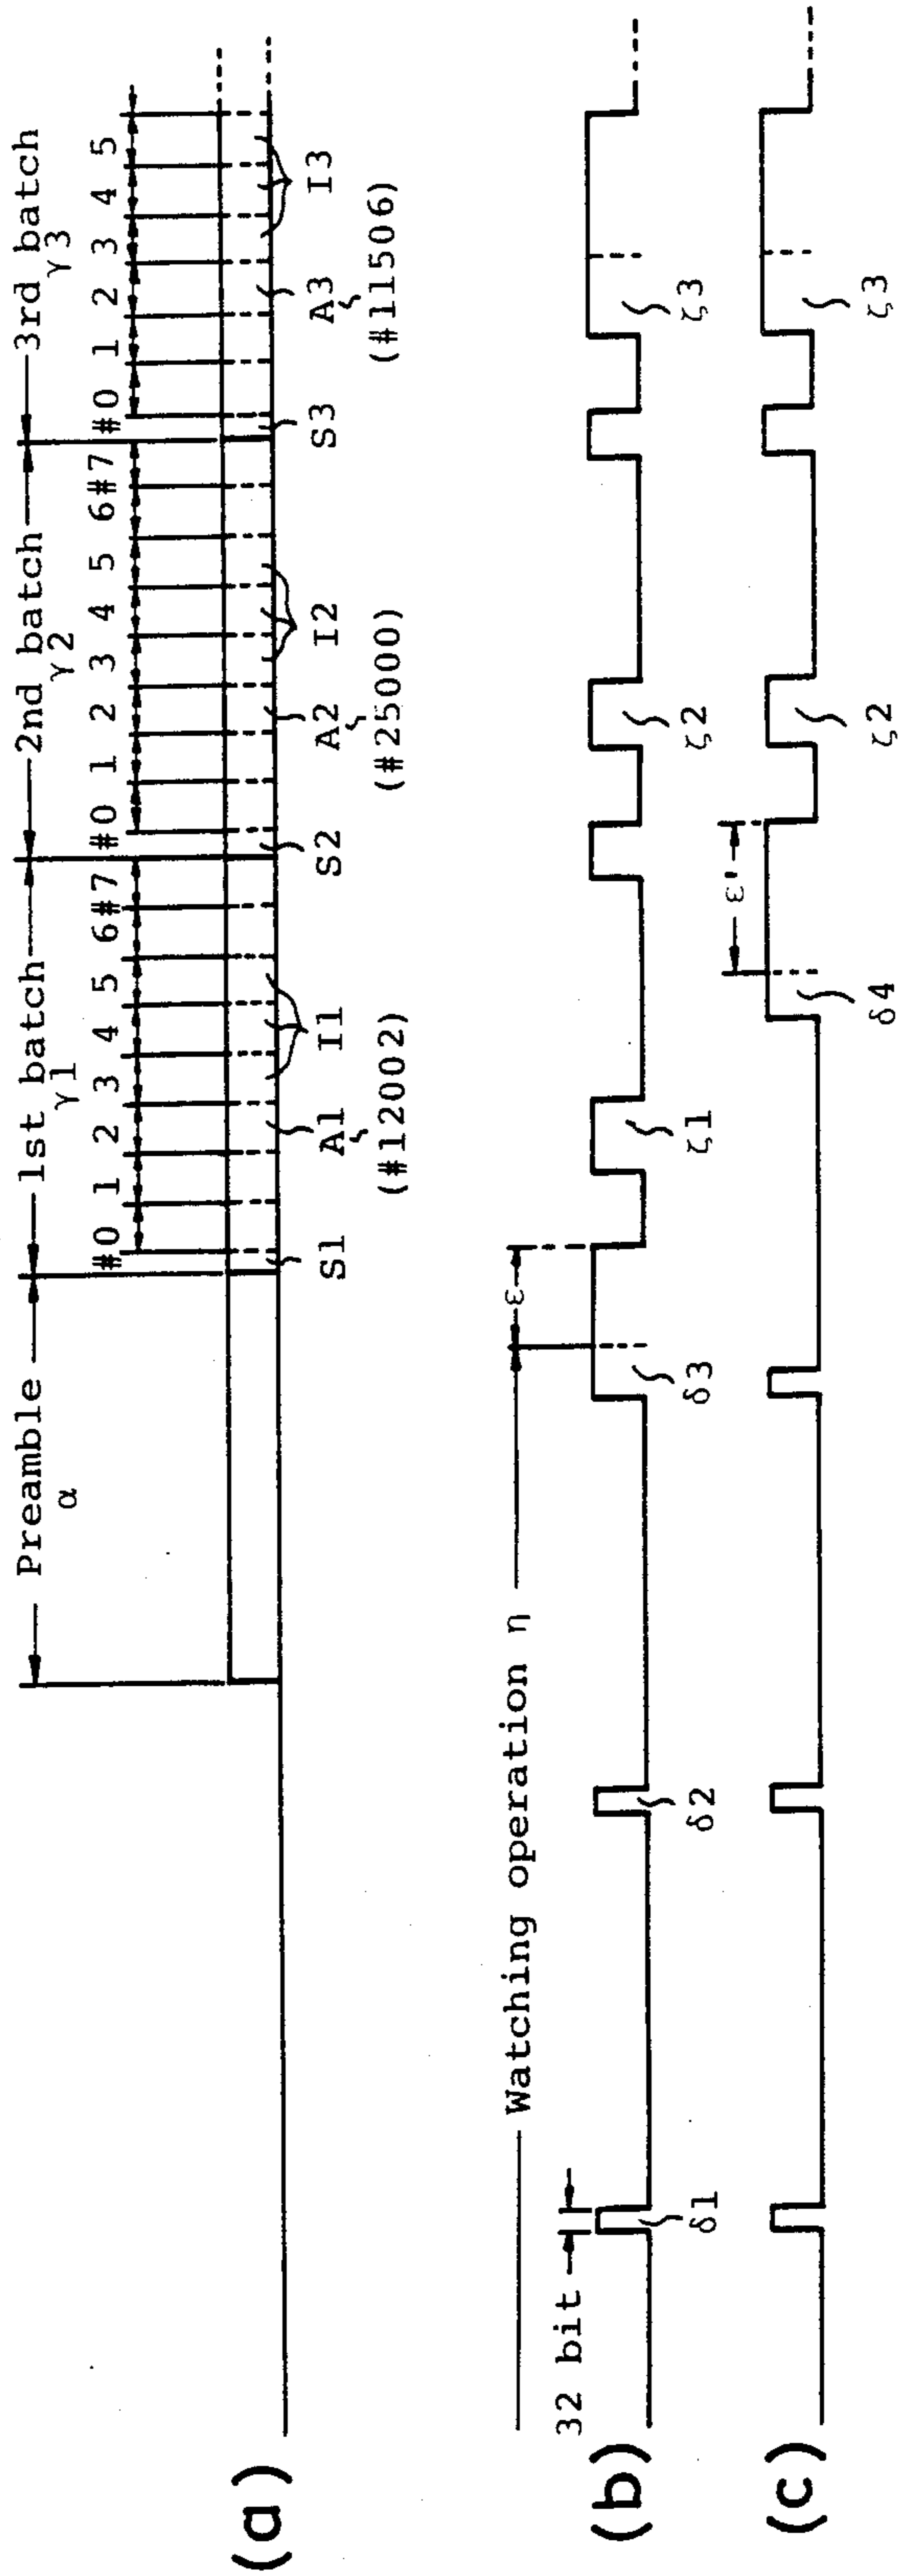 Preamble 1st batch 2nd batch 3rd batch
α γ1 γ2 γ3
#0 1 2 3 4 5 6 #7 #0 1 2 3 4 5 6 #7 #0 1 2 3 4 5
(a)
S1 A1 I1 S2 A2 I2 S3 A3 I3
(#12002) (#25000) (#11506)
Watching operation η ε
32 bit
(b)
δ1 δ2 δ3 ζ1 ζ2 ζ3
ε'
(c)
δ4 ζ2 ζ3